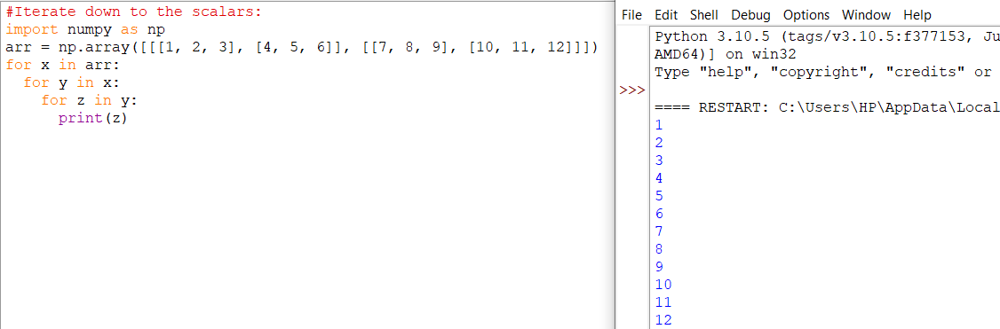 #Iterate down to the scalars:
import numpy as np
arr = np.array([[[1, 2, 3], [4, 5, 6]], [[7, 8, 9], [10, 11, 12]]])
for x in arr:
  for y in x:
    for z in y:
      print(z)
File Edit Shell Debug Options Window Help
Python 3.10.5 (tags/v3.10.5:f377153, Ju
AMD64)] on win32
Type "help", "copyright", "credits" or
>>>
==== RESTART: C:\Users\HP\AppData\Local
1
2
3
4
5
6
7
8
9
10
11
12